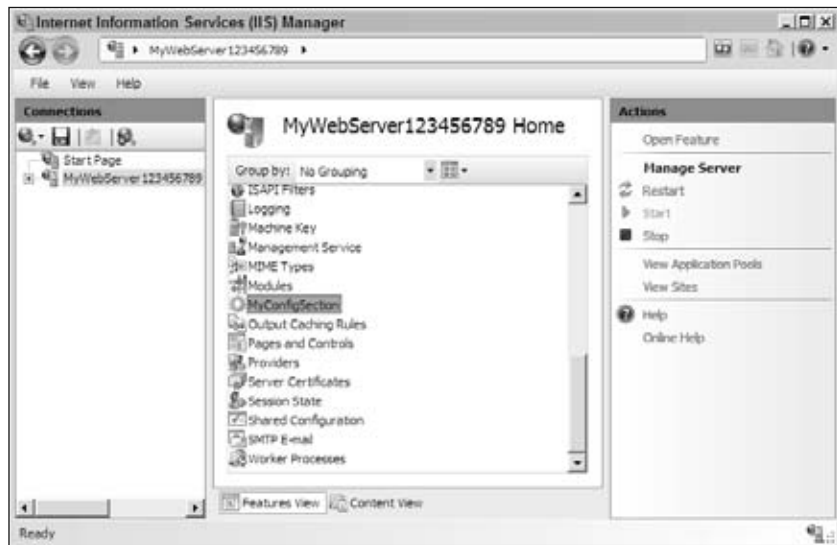 Internet Information Services (IIS) Manager
MyWebServer123456789
File View Help
Connections
Start Page
MyWebServer123456789
MyWebServer123456789 Home
Group by: No Grouping
ISAPI Filters
Logging
Machine Key
Management Service
MIME Types
Modules
MyConfigSection
Output Caching Rules
Pages and Controls
Providers
Server Certificates
Session State
Shared Configuration
SMTP E-mail
Worker Processes
Features View Content View
Actions
Open Feature
Manage Server
Restart
Start
Stop
View Application Pools
View Sites
Help
Online Help
Ready